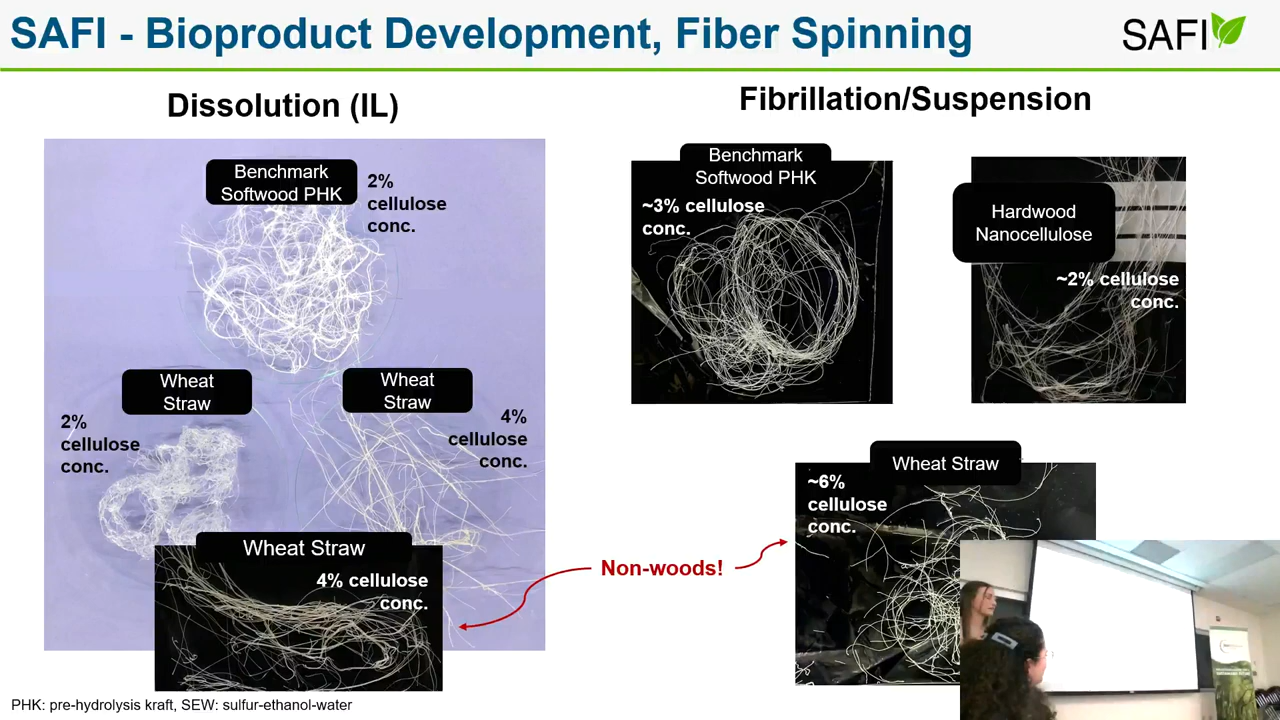 SAFI - Bioproduct Development, Fiber Spinning
SAFI
Dissolution (IL)
Benchmark
Softwood PHK
2%
cellulose
conc.
Wheat
Straw
2%
cellulose
conc.
Wheat
Straw
4%
cellulose
conc.
Wheat Straw
4% cellulose
conc.
Non-woods!
Fibrillation/Suspension
Benchmark
Softwood PHK
~3% cellulose
conc.
Hardwood
Nanocellulose
~2% cellulose
conc.
Wheat Straw
~6%
cellulose
conc.
PHK: pre-hydrolysis kraft, SEW: sulfur-ethanol-water